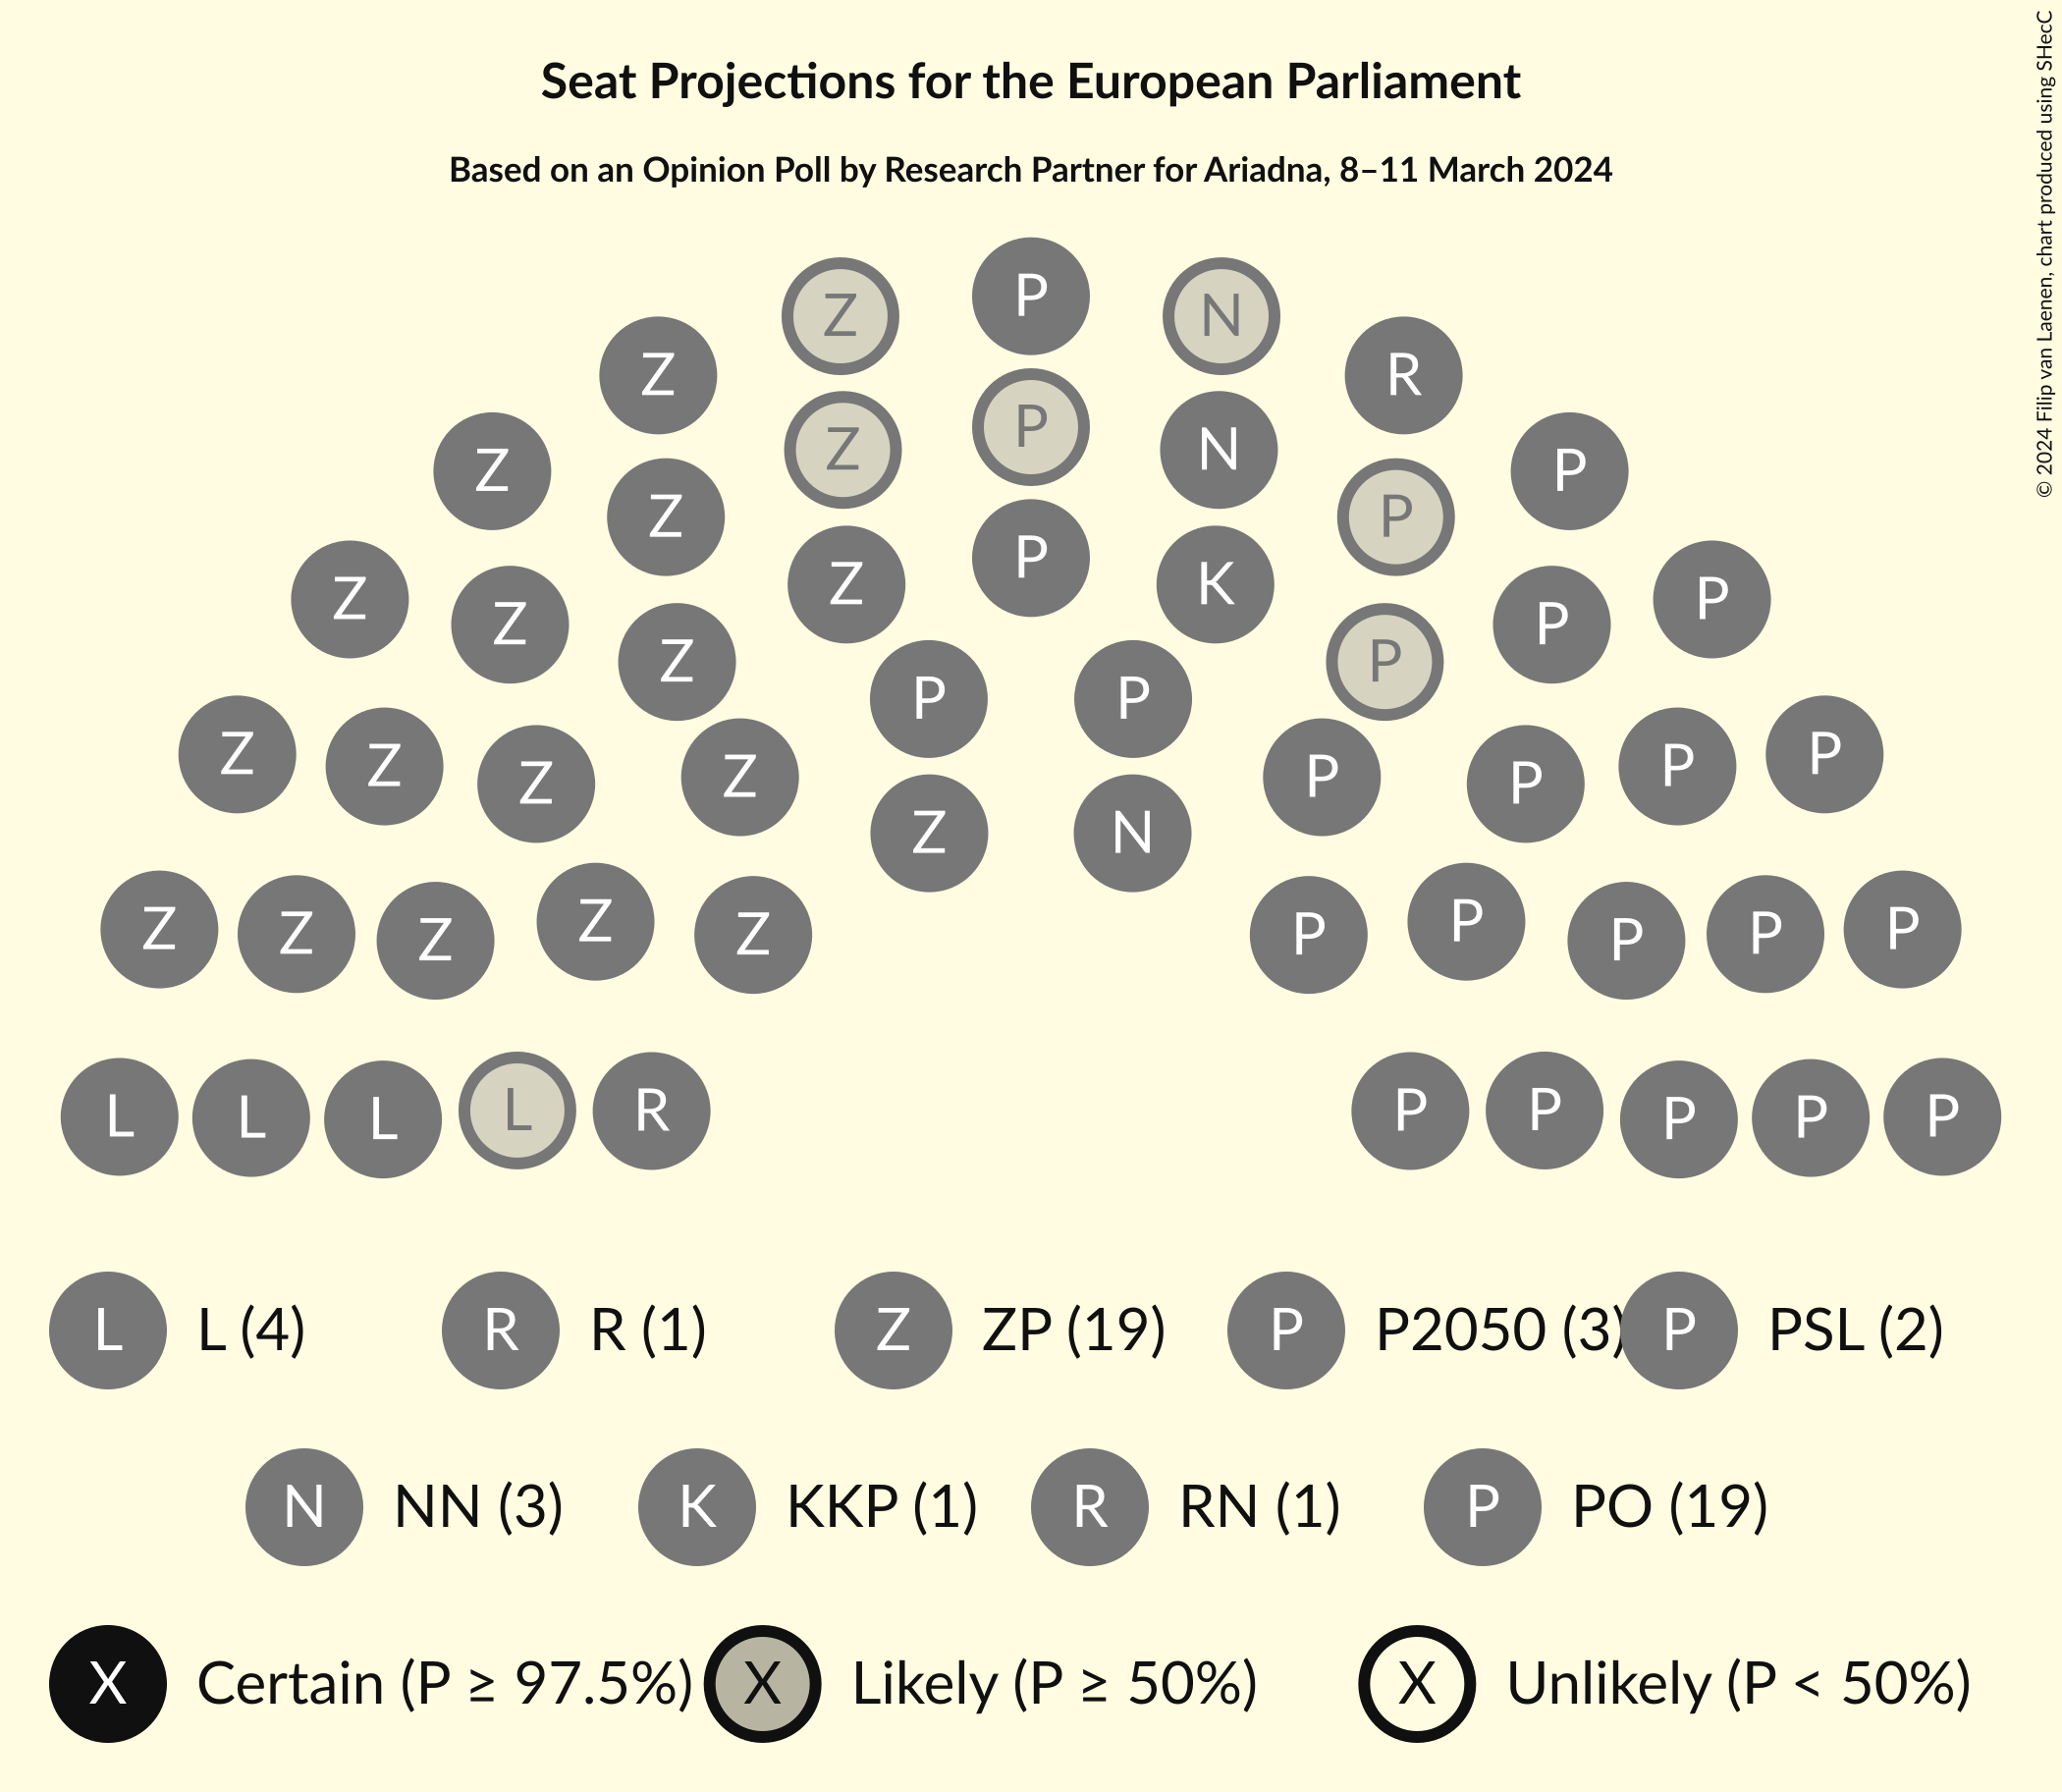 Seat Projections for the European Parliament
Based on an Opinion Poll by Research Partner for Ariadna, 8–11 March 2024
© 2024 Filip van Laenen, chart produced using SHecC
P
Z N
Z R
Z P N
Z P
Z P
P
Z K
Z P
Z P
Z P
P P
Z P
Z P
Z P
Z P
Z N
Z P
Z P
Z P
Z P
Z P
L R P P
L L L P P P
L L (4) R R (1) Z ZP (19) P P2050 (3) P PSL (2)
N NN (3) K KKP (1) R RN (1) P PO (19)
X Certain (P ≥ 97.5%) X Likely (P ≥ 50%) X Unlikely (P < 50%)